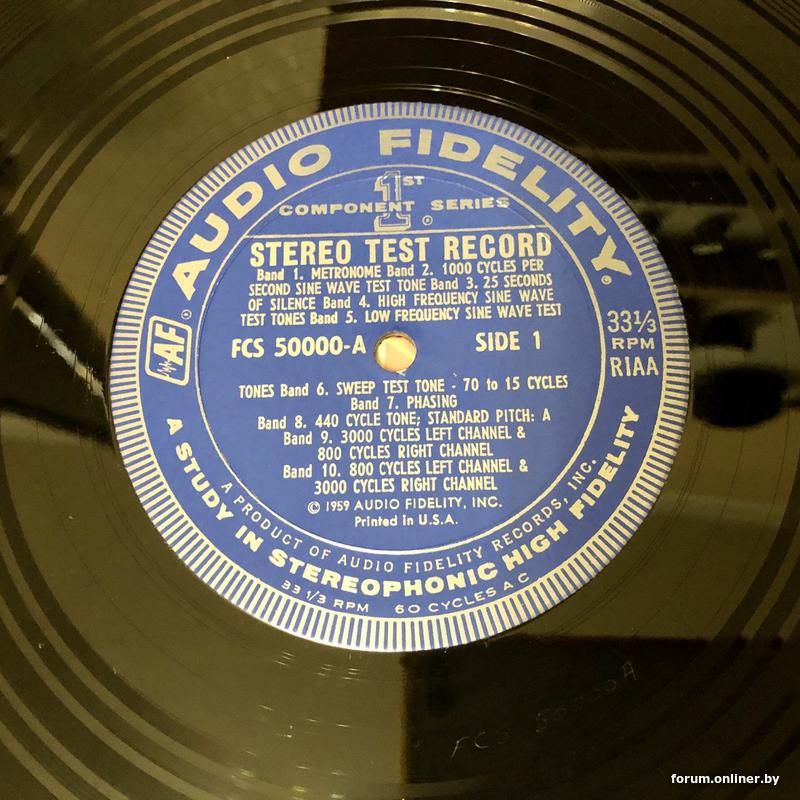 AUDIO FIDELITY®
1ST
COMPONENT SERIES
®
STEREO TEST RECORD
Band 1. METRONOME Band 2. 1000 CYCLES PER
SECOND SINE WAVE TEST TONE Band 3. 25 SECONDS
OF SILENCE Band 4. HIGH FREQUENCY SINE WAVE
TEST TONES Band 5. LOW FREQUENCY SINE WAVE TEST
AF®
FCS 50000-A
SIDE 1
33⅓
RPM
RIAA
TONES Band 6. SWEEP TEST TONE - 70 to 15 CYCLES
Band 7. PHASING
Band 8. 440 CYCLE TONE; STANDARD PITCH: A
Band 9. 3000 CYCLES LEFT CHANNEL &
800 CYCLES RIGHT CHANNEL
Band 10. 800 CYCLES LEFT CHANNEL &
3000 CYCLES RIGHT CHANNEL
© 1959 AUDIO FIDELITY, INC.
Printed in U.S.A.
A PRODUCT OF AUDIO FIDELITY RECORDS, INC.
A STUDY IN STEREOPHONIC HIGH FIDELITY
33 1/3 RPM 60 CYCLES A C
FCS 50000A
forum.onliner.by